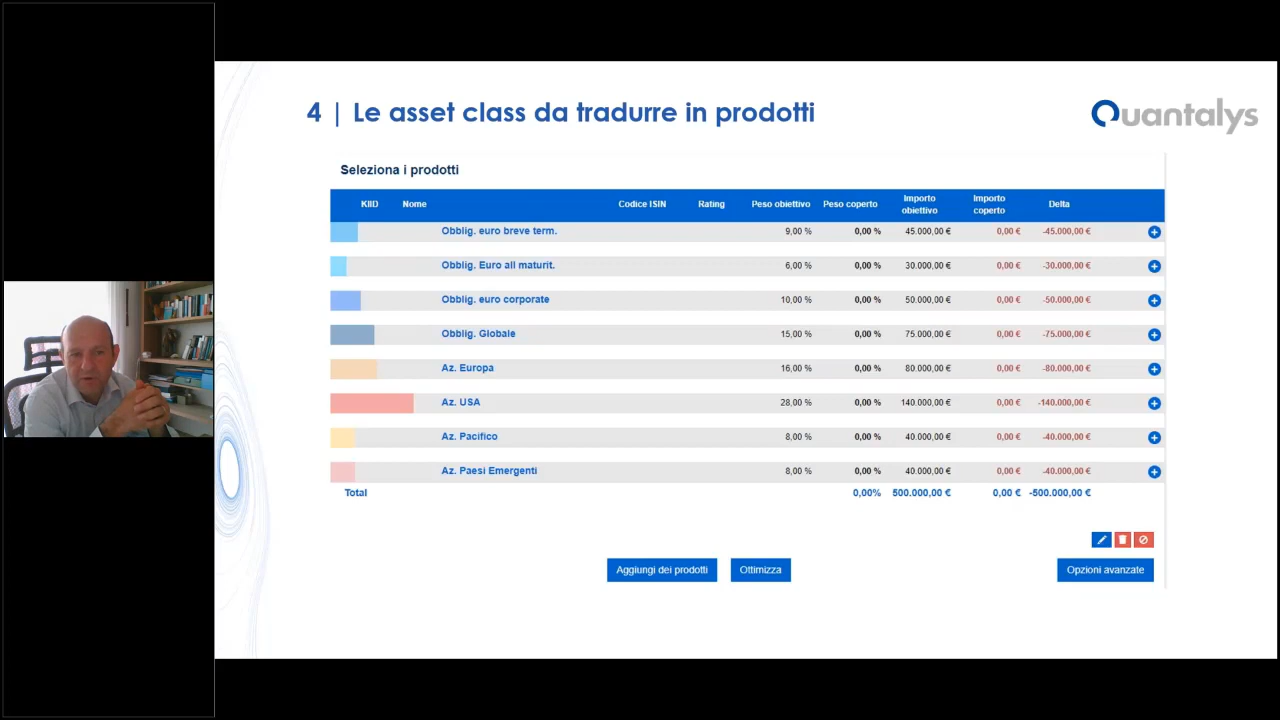 4 | Le asset class da tradurre in prodotti
Quantalys
Seleziona i prodotti
KIID Nome Codice ISIN Rating Peso obiettivo Peso coperto Importo obiettivo Importo coperto Delta
Obblig. euro breve term. 9,00 % 0,00 % 45.000,00 € 0,00 € -45.000,00 €
Obblig. Euro all maturit. 6,00 % 0,00 % 30.000,00 € 0,00 € -30.000,00 €
Obblig. euro corporate 10,00 % 0,00 % 50.000,00 € 0,00 € -50.000,00 €
Obblig. Globale 15,00 % 0,00 % 75.000,00 € 0,00 € -75.000,00 €
Az. Europa 16,00 % 0,00 % 80.000,00 € 0,00 € -80.000,00 €
Az. USA 28,00 % 0,00 % 140.000,00 € 0,00 € -140.000,00 €
Az. Pacifico 8,00 % 0,00 % 40.000,00 € 0,00 € -40.000,00 €
Az. Paesi Emergenti 8,00 % 0,00 % 40.000,00 € 0,00 € -40.000,00 €
Total 0,00% 500.000,00 € 0,00 € -500.000,00 €
Aggiungi dei prodotti Ottimizza Opzioni avanzate